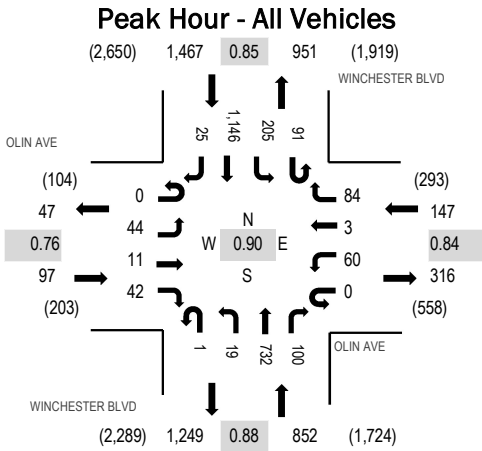 Peak Hour - All Vehicles
(2,650) 1,467 0.85 951 (1,919)
WINCHESTER BLVD
25 1,146 205 91
OLIN AVE
(104)
47
0.76
97
(203)
0
44
11
42
N
W 0.90 E
S
84
3
60
0
(293)
147
0.84
316
(558)
1 19 732 100
OLIN AVE
WINCHESTER BLVD
(2,289) 1,249 0.88 852 (1,724)